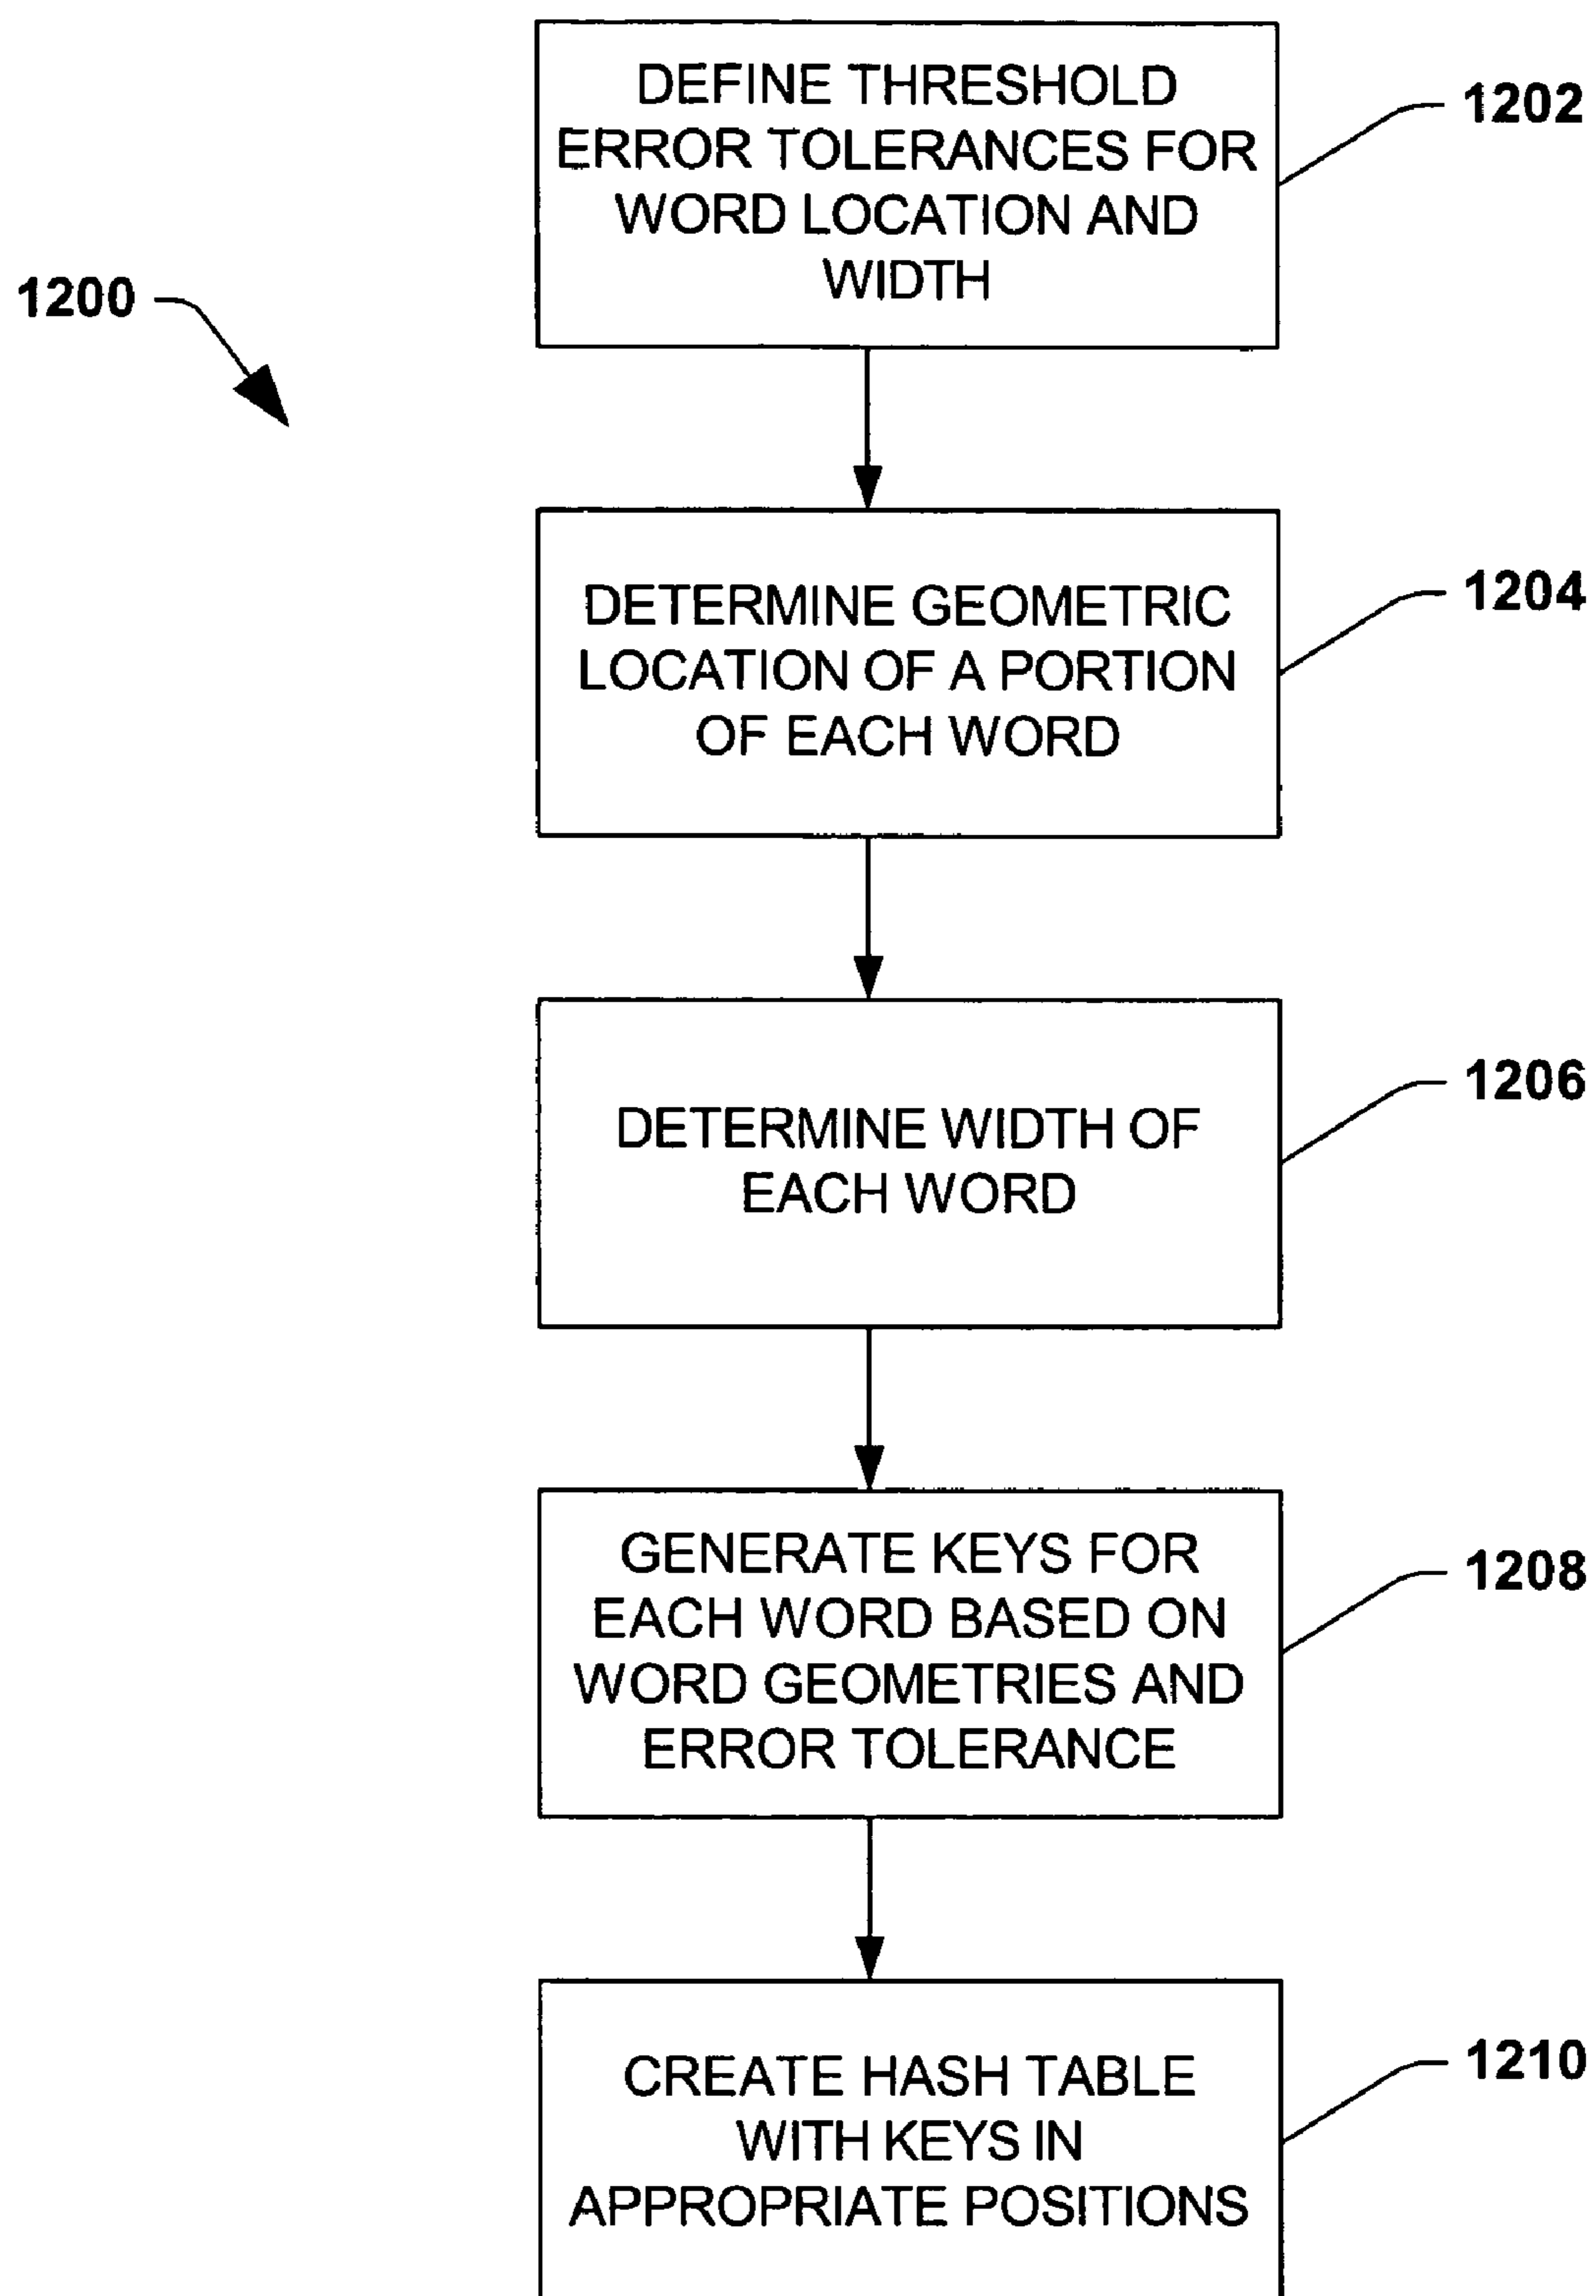 DEFINE THRESHOLD
ERROR TOLERANCES FOR
WORD LOCATION AND
WIDTH
1202
1200
DETERMINE GEOMETRIC
LOCATION OF A PORTION
OF EACH WORD
1204
DETERMINE WIDTH OF
EACH WORD
1206
GENERATE KEYS FOR
EACH WORD BASED ON
WORD GEOMETRIES AND
ERROR TOLERANCE
1208
CREATE HASH TABLE
WITH KEYS IN
APPROPRIATE POSITIONS
1210